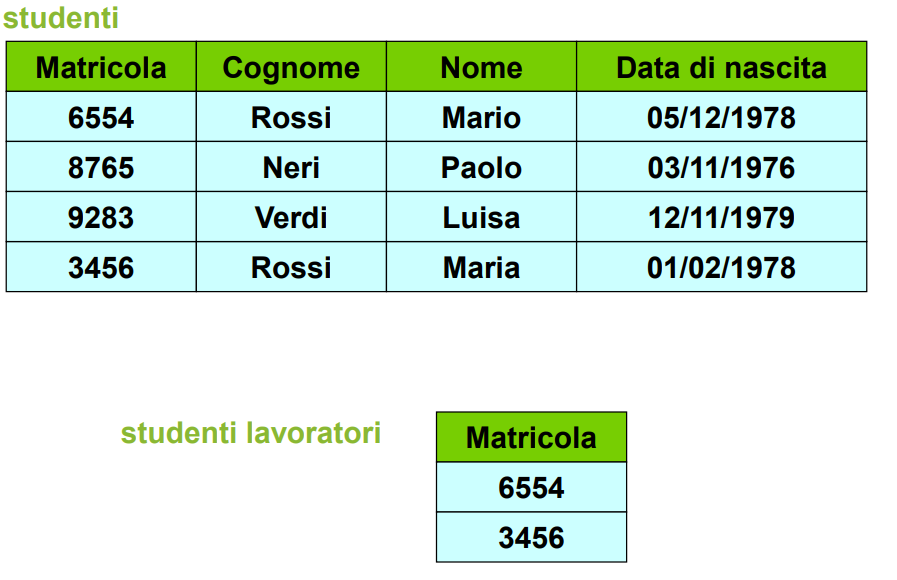 studenti
Matricola Cognome Nome Data di nascita
6554 Rossi Mario 05/12/1978
8765 Neri Paolo 03/11/1976
9283 Verdi Luisa 12/11/1979
3456 Rossi Maria 01/02/1978
studenti lavoratori
Matricola
6554
3456